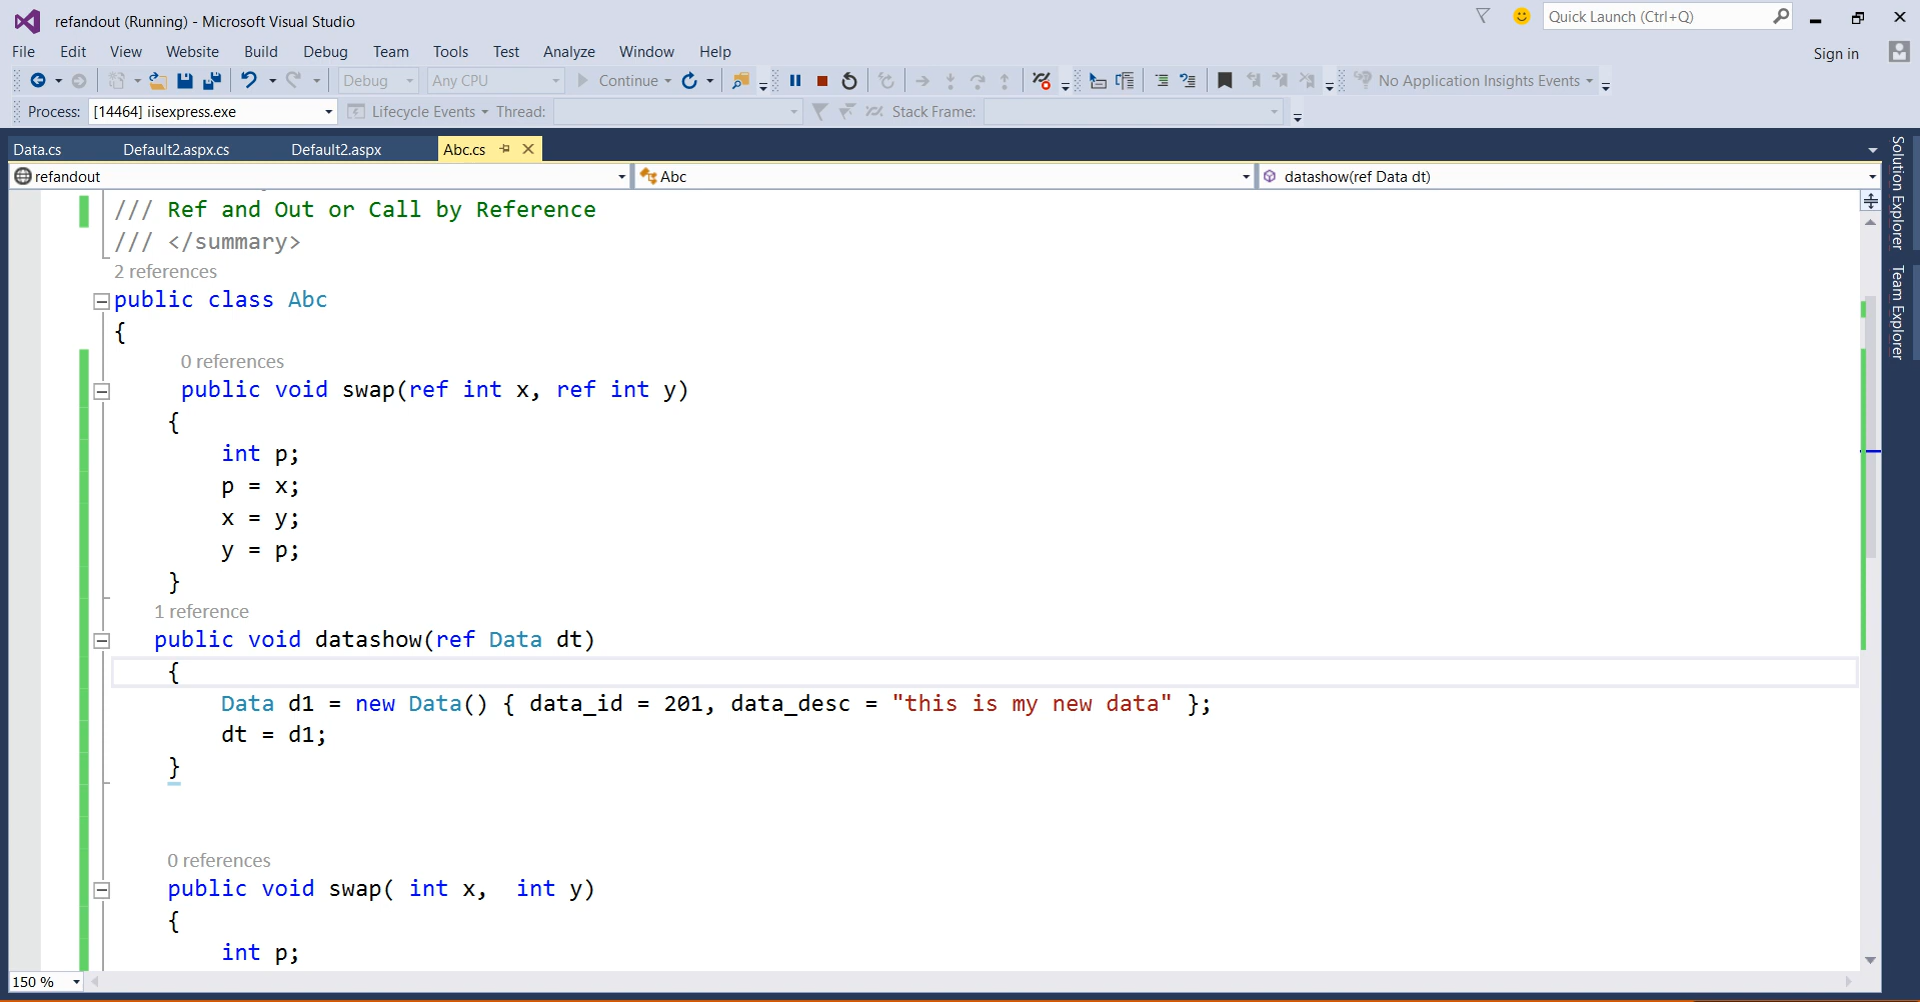 refandout (Running) - Microsoft Visual Studio
Quick Launch (Ctrl+Q)
File Edit View Website Build Debug Team Tools Test Analyze Window Help
Sign in
Debug Any CPU Continue No Application Insights Events
Process: [14464] iisexpress.exe Lifecycle Events Thread: Stack Frame:
Data.cs Default2.aspx.cs Default2.aspx Abc.cs
refandout Abc datashow(ref Data dt)
Solution Explorer
Team Explorer
/// Ref and Out or Call by Reference
/// </summary>
2 references
public class Abc
{
0 references
public void swap(ref int x, ref int y)
{
int p;
p = x;
x = y;
y = p;
}
1 reference
public void datashow(ref Data dt)
{
Data d1 = new Data() { data_id = 201, data_desc = "this is my new data" };
dt = d1;
}
0 references
public void swap( int x,  int y)
{
int p;
150 %